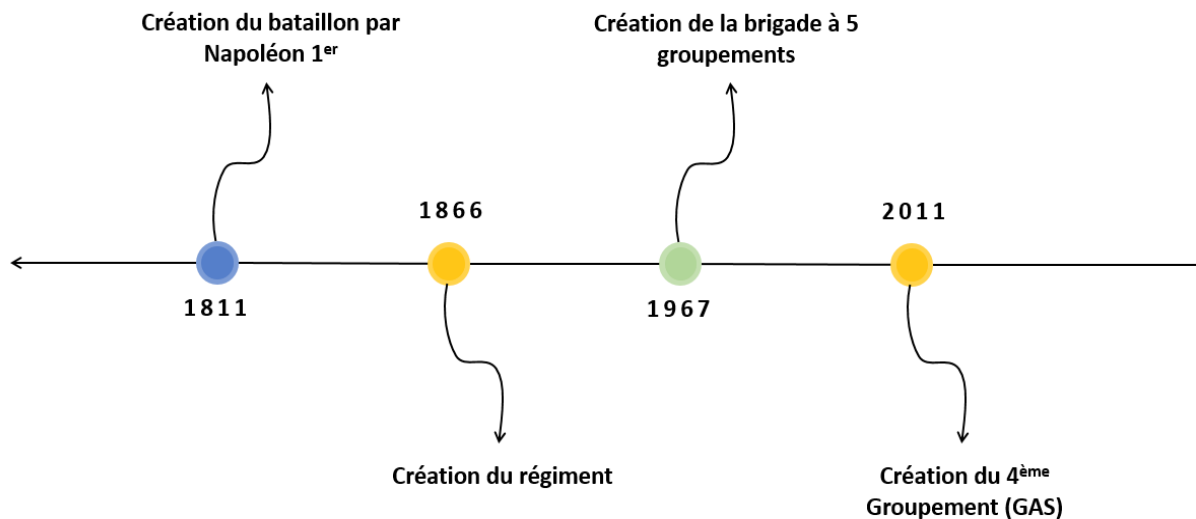 Création du bataillon par
Napoléon 1er
Création de la brigade à 5
groupements
1866
2011
1811
1967
Création du régiment
Création du 4ème
Groupement (GAS)